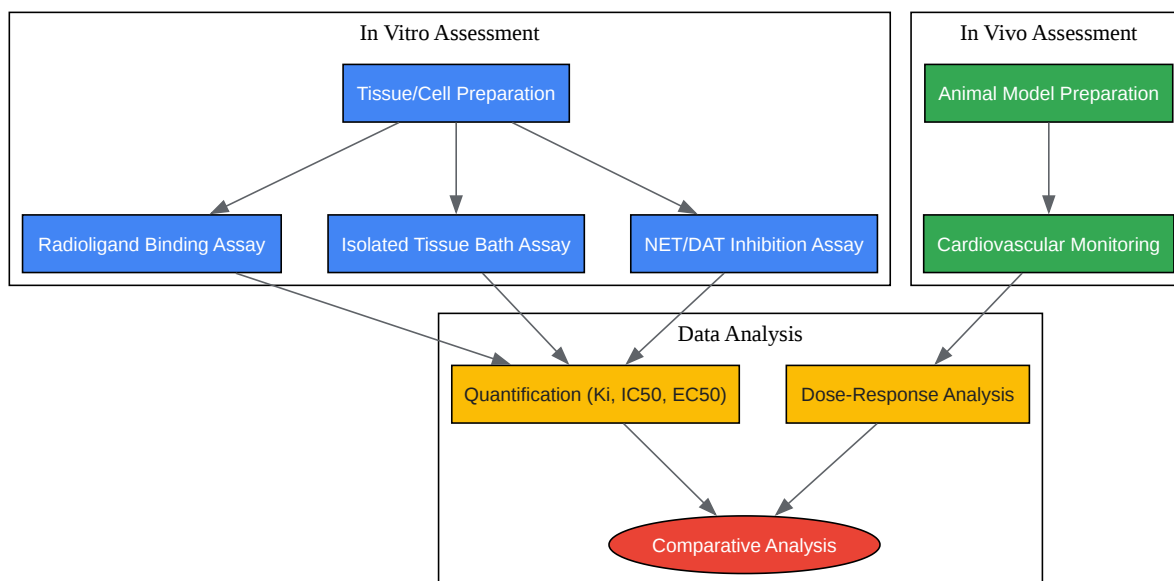 In Vitro Assessment
In Vivo Assessment
Tissue/Cell Preparation
Animal Model Preparation
Radioligand Binding Assay
Isolated Tissue Bath Assay
NET/DAT Inhibition Assay
Cardiovascular Monitoring
Data Analysis
Quantification (Ki, IC50, EC50)
Dose-Response Analysis
Comparative Analysis